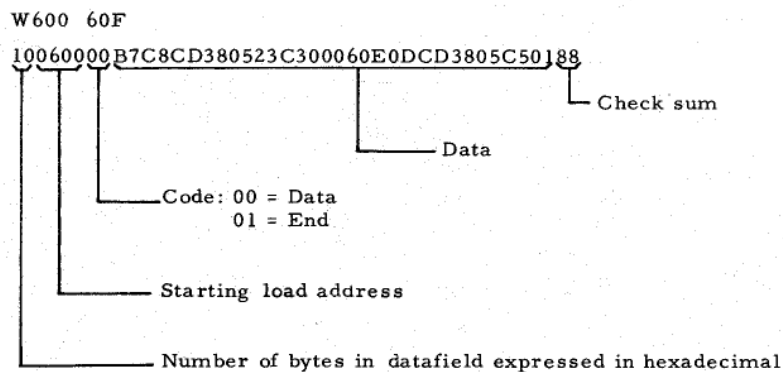 W600 60F
10060000B7C8CD380523C300060E0DCD3805C50188
Check sum
Data
Code: 00 = Data
01 = End
Starting load address
Number of bytes in datafield expressed in hexadecimal